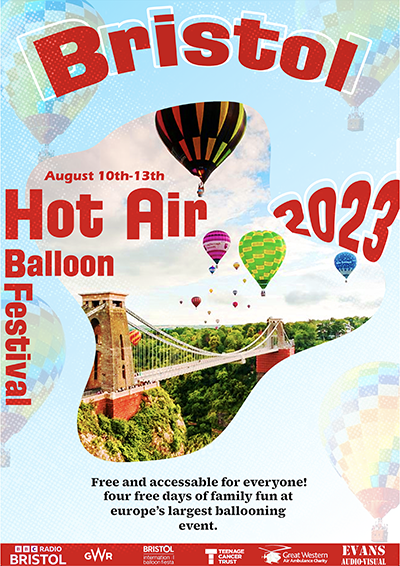 Bristol
August 10th-13th
Hot Air
2023
Balloon
Festival
Free and accessable for everyone!
four free days of family fun at
europe's largest ballooning
event.
BBC RADIO
BRISTOL
GWR
BRISTOL
international
balloon fiesta
TEENAGE
CANCER
TRUST
Great Western
Air Ambulance Charity
EVANS
AUDIO-VISUAL